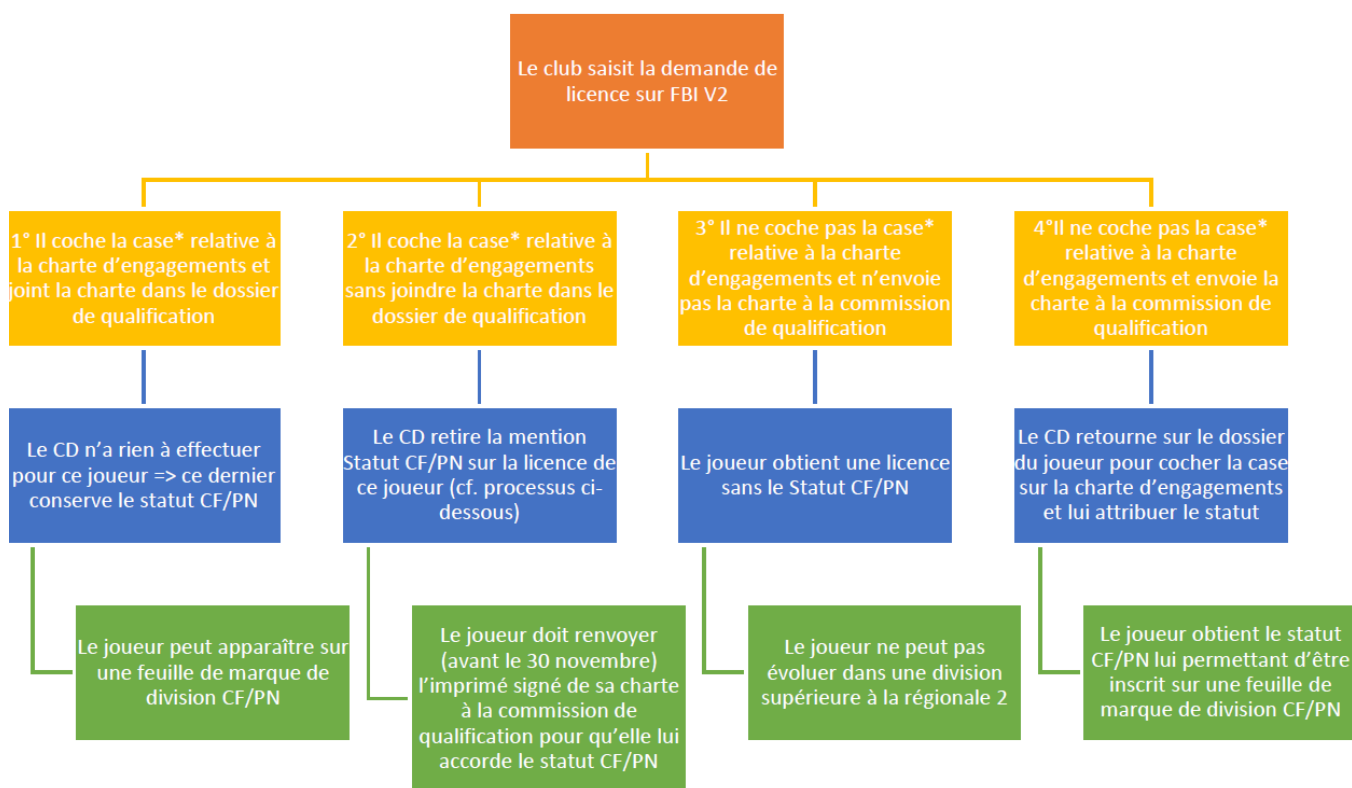 Le club saisit la demande de
licence sur FBI V2
1° Il coche la case* relative à
la charte d'engagements et
joint la charte dans le dossier
de qualification
2° Il coche la case* relative à
la charte d'engagements
sans joindre la charte dans le
dossier de qualification
3° Il ne coche pas la case*
relative à la charte
d'engagements et n'envoie
pas la charte à la commission
de qualification
4°Il ne coche pas la case*
relative à la charte
d'engagements et envoie la
charte à la commission de
qualification
Le CD n'a rien à effectuer
pour ce joueur => ce dernier
conserve le statut CF/PN
Le CD retire la mention
Statut CF/PN sur la licence de
ce joueur (cf. processus ci-
dessous)
Le joueur obtient une licence
sans le Statut CF/PN
Le CD retourne sur le dossier
du joueur pour cocher la case
sur la charte d'engagements
et lui attribuer le statut
Le joueur peut apparaître sur
une feuille de marque de
division CF/PN
Le joueur doit renvoyer
(avant le 30 novembre)
l'imprimé signé de sa charte
à la commission de
qualification pour qu'elle lui
accorde le statut CF/PN
Le joueur ne peut pas
évoluer dans une division
supérieure à la régionale 2
Le joueur obtient le statut
CF/PN lui permettant d'être
inscrit sur une feuille de
marque de division CF/PN